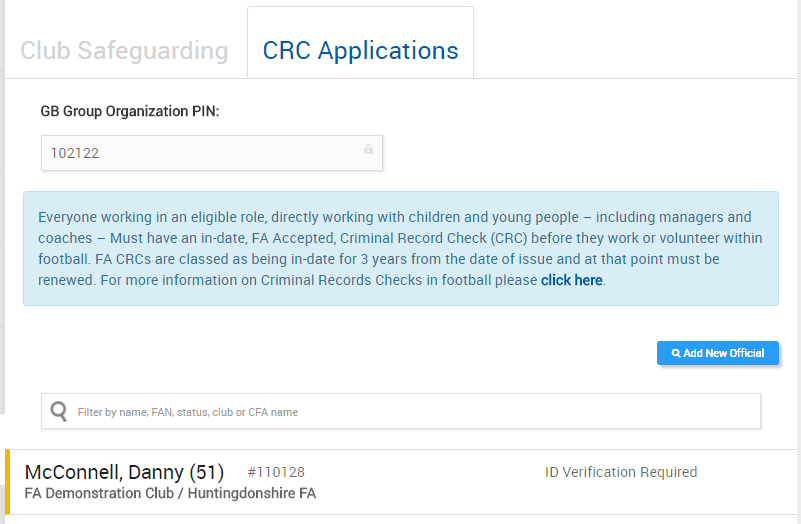 Club Safeguarding
CRC Applications
GB Group Organization PIN:
102122
Everyone working in an eligible role, directly working with children and young people – including managers and
coaches – Must have an in-date, FA Accepted, Criminal Record Check (CRC) before they work or volunteer within
football. FA CRCs are classed as being in-date for 3 years from the date of issue and at that point must be
renewed. For more information on Criminal Records Checks in football please click here.
Add New Official
Filter by name, FAN, status, club or CFA name
McConnell, Danny (51) #110128 ID Verification Required
FA Demonstration Club / Huntingdonshire FA